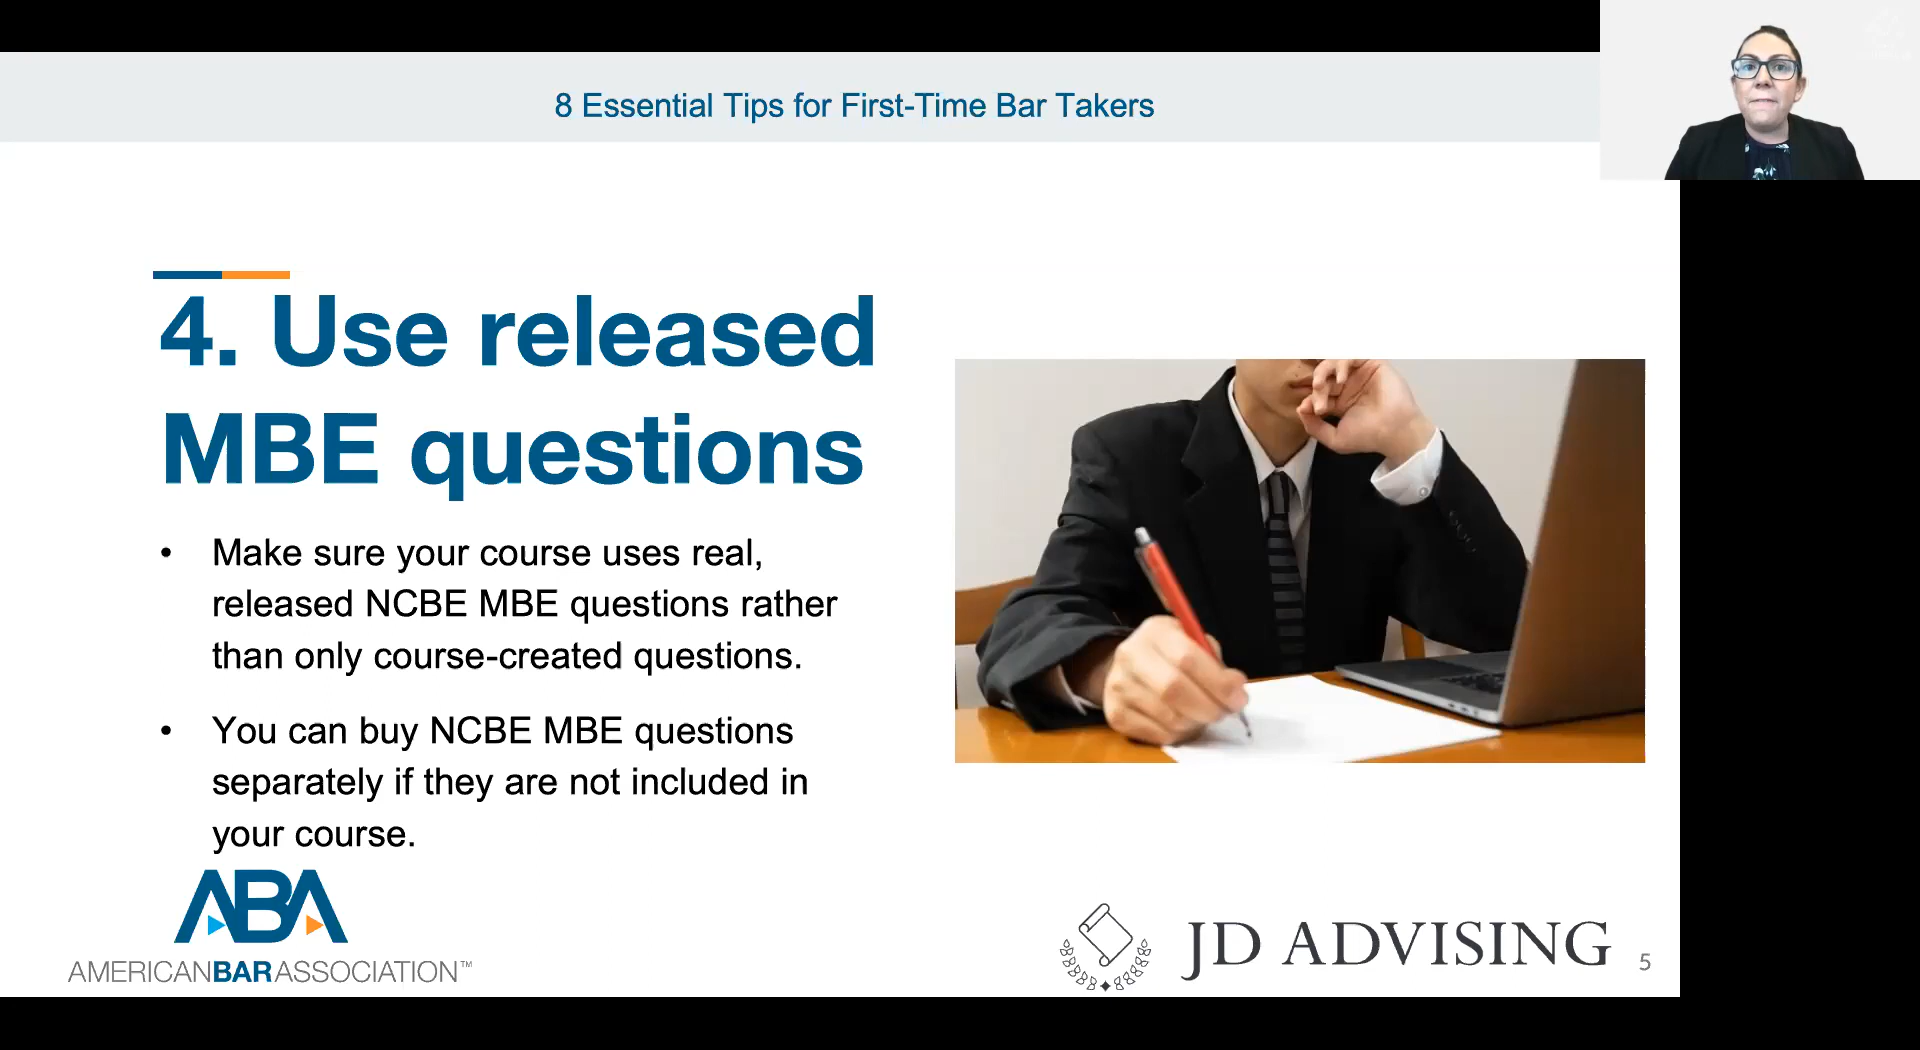 8 Essential Tips for First-Time Bar Takers
4. Use released
MBE questions
• Make sure your course uses real,
released NCBE MBE questions rather
than only course-created questions.
• You can buy NCBE MBE questions
separately if they are not included in
your course.
ABA
AMERICANBARASSOCIATION™
JD ADVISING
5